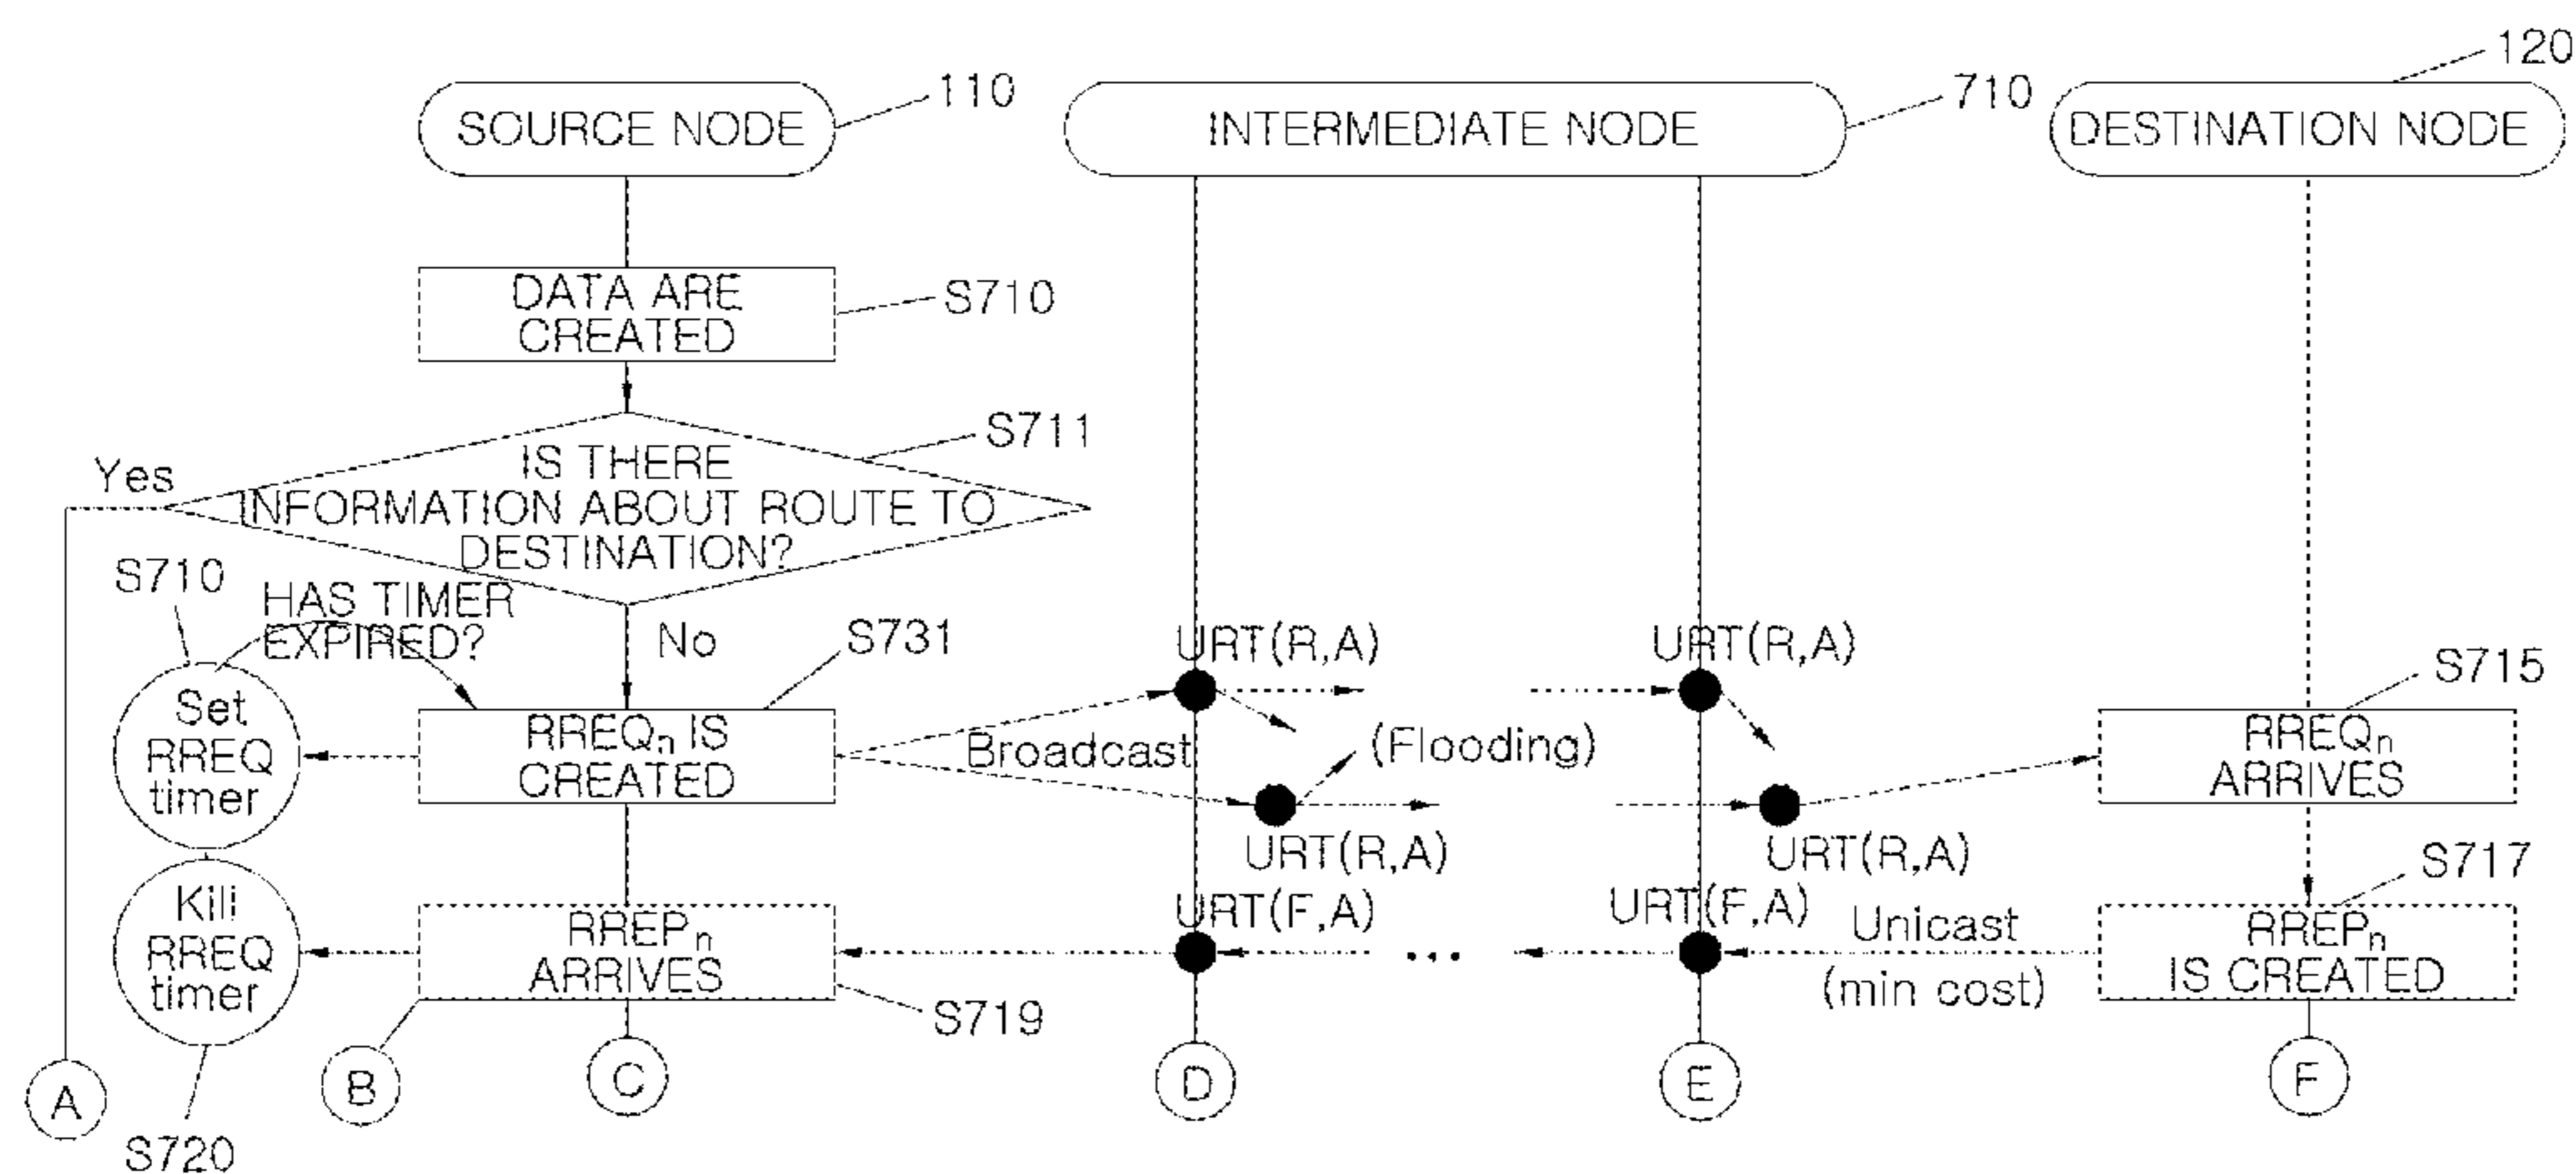 120
110
710
SOURCE NODE
INTERMEDIATE NODE
DESTINATION NODE
DATA ARE
CREATED
S710
S711
Yes
IS THERE
INFORMATION ABOUT ROUTE TO
DESTINATION?
S710
HAS TIMER
EXPIRED?
No
S731
URT(R,A)
URT(R,A)
S715
Set
RREQ
timer
RREQn IS
CREATED
Broadcast
(Flooding)
RREQn
ARRIVES
URT(R,A)
URT(R,A)
S717
Kill
RREQ
timer
RREPn
ARRIVES
URT(F,A)
...
URT(F,A)
Unicast
(min cost)
RREPn
IS CREATED
S719
A
B
C
D
E
F
S720